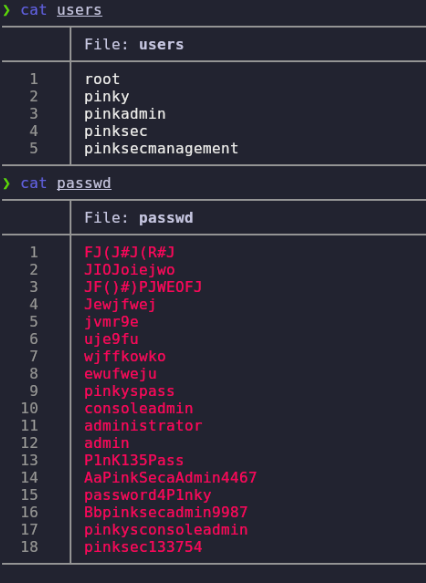 ❯ cat users
File: users
1 root
2 pinky
3 pinkadmin
4 pinksec
5 pinksecmanagement
❯ cat passwd
File: passwd
1 FJ(J#J(R#J
2 JIOJoiejwo
3 JF()#)PJWEOFJ
4 Jewjfwej
5 jvmr9e
6 uje9fu
7 wjffkowko
8 ewufweju
9 pinkyspass
10 consoleadmin
11 administrator
12 admin
13 P1nK135Pass
14 AaPinkSecaAdmin4467
15 password4P1nky
16 Bbpinksecadmin9987
17 pinkysconsoleadmin
18 pinksec133754